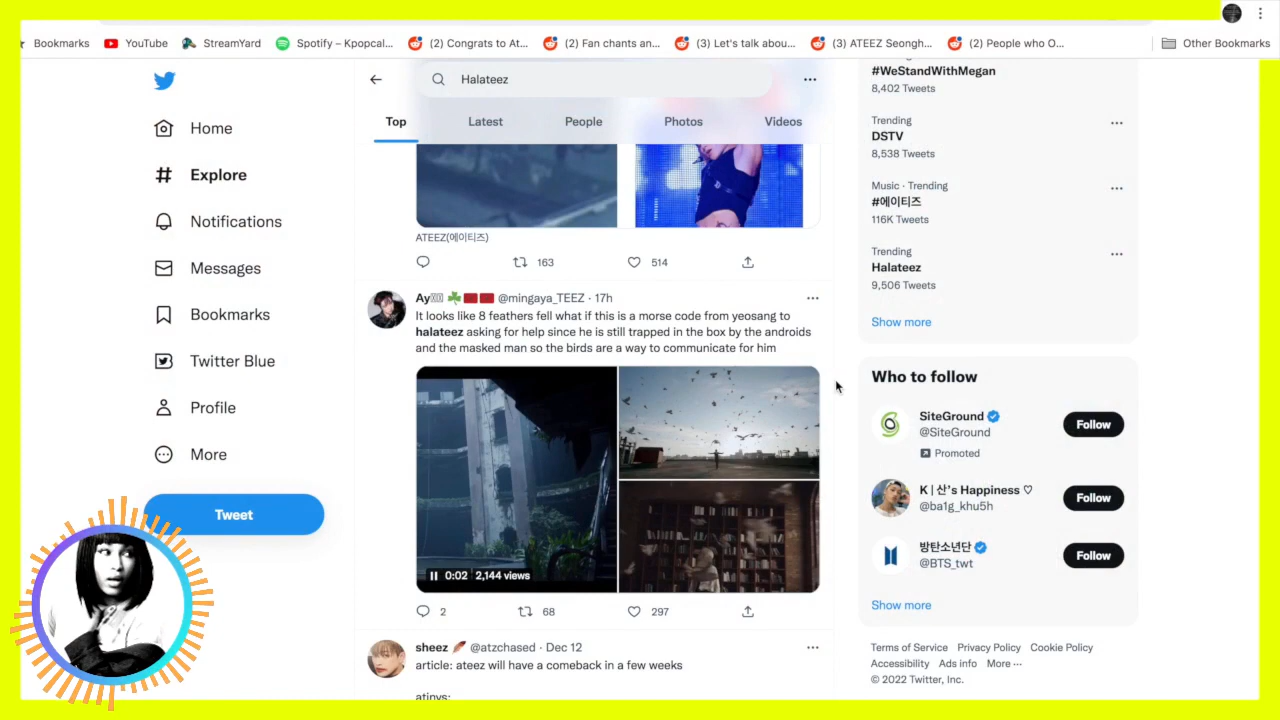 Bookmarks
YouTube
StreamYard
Spotify – Kpopcal...
(2) Congrats to At...
(2) Fan chants an...
(3) Let's talk abou...
(3) ATEEZ Seongh...
(2) People who O...
Other Bookmarks
Home
Explore
Notifications
Messages
Bookmarks
Twitter Blue
Profile
More
Tweet
Halateez
Top
Latest
People
Photos
Videos
ATEEZ(에이티즈)
163
514
@mingaya_TEEZ · 17h
It looks like 8 feathers fell what if this is a morse code from yeosang to
halateez asking for help since he is still trapped in the box by the androids
and the masked man so the birds are a way to communicate for him
0:02 2,144 views
2
68
297
sheez @atzchased · Dec 12
article: ateez will have a comeback in a few weeks
atinys:
#WeStandWithMegan
8,402 Tweets
Trending
DSTV
8,538 Tweets
Music · Trending
#에이티즈
116K Tweets
Trending
Halateez
9,506 Tweets
Show more
Who to follow
SiteGround
@SiteGround
Promoted
Follow
K | 산's Happiness ♡
@ba1g_khu5h
Follow
방탄소년단
@BTS_twt
Follow
Show more
Terms of Service Privacy Policy Cookie Policy
Accessibility Ads info More ···
© 2022 Twitter, Inc.